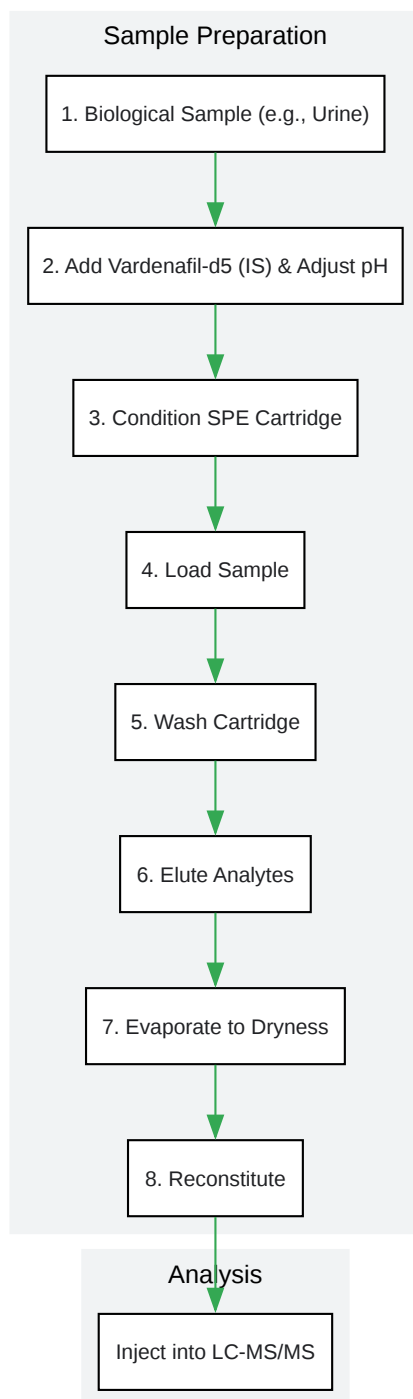 Sample Preparation
1. Biological Sample (e.g., Urine)
2. Add Vardenafil-d5 (IS) & Adjust pH
3. Condition SPE Cartridge
4. Load Sample
5. Wash Cartridge
6. Elute Analytes
7. Evaporate to Dryness
8. Reconstitute
Analysis
Inject into LC-MS/MS